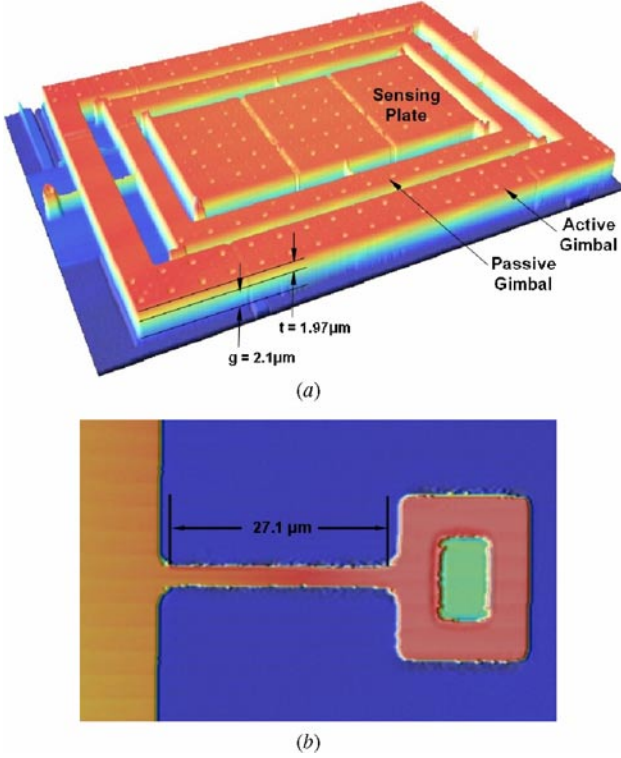 Sensing
Plate
Active
Gimbal
Passive
Gimbal
t = 1.97µm
g = 2.1µm
(a)
27.1 µm
(b)